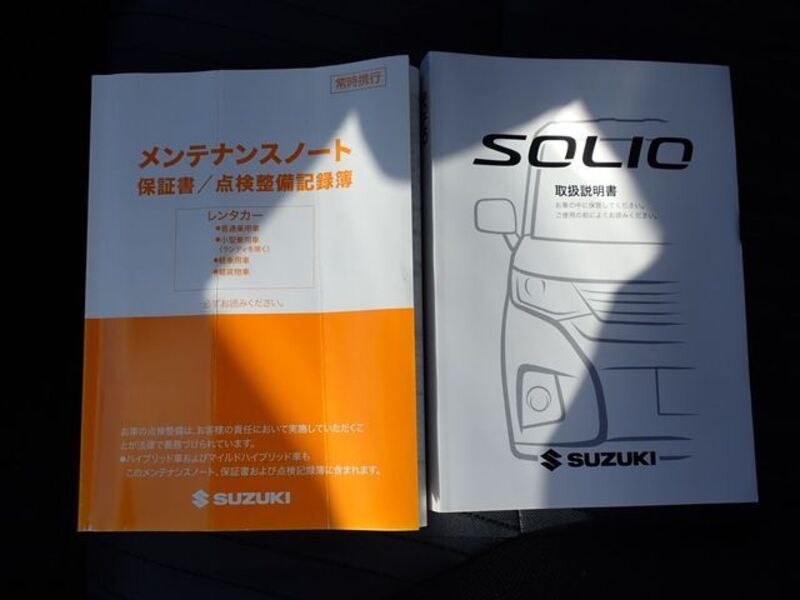 常時携行
メンテナンスノート
保証書/点検整備記録簿
レンタカー
●普通乗用車
●小型乗用車
(ランディを除く)
●軽乗用車
●軽貨物車
必ずお読みください。
お車の点検整備は、お客様の責任において実施していただくこ
とが法律で義務づけられています。
●ハイブリッド車およびマイルドハイブリッド車も
このメンテナンスノート、保証書および点検記録簿に含まれます。
SUZUKI
SOLIO
取扱説明書
お車の中に保管してください。
ご使用の前によくお読みください。
SUZUKI